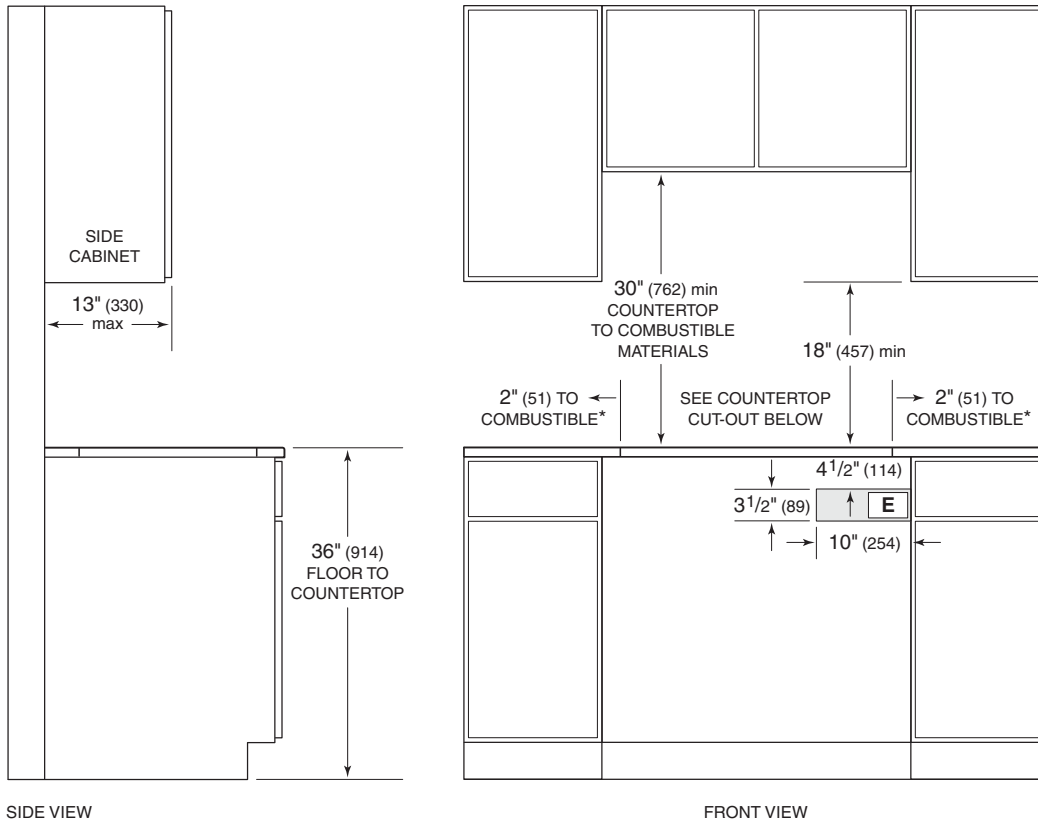 SIDE
CABINET
13" (330)
max
36" (914)
FLOOR TO
COUNTERTOP
SIDE VIEW
30" (762) min
COUNTERTOP
TO COMBUSTIBLE
MATERIALS
18" (457) min
2" (51) TO
COMBUSTIBLE*
SEE COUNTERTOP
CUT-OUT BELOW
2" (51) TO
COMBUSTIBLE*
4 1/2" (114)
3 1/2" (89)
E
10" (254)
FRONT VIEW